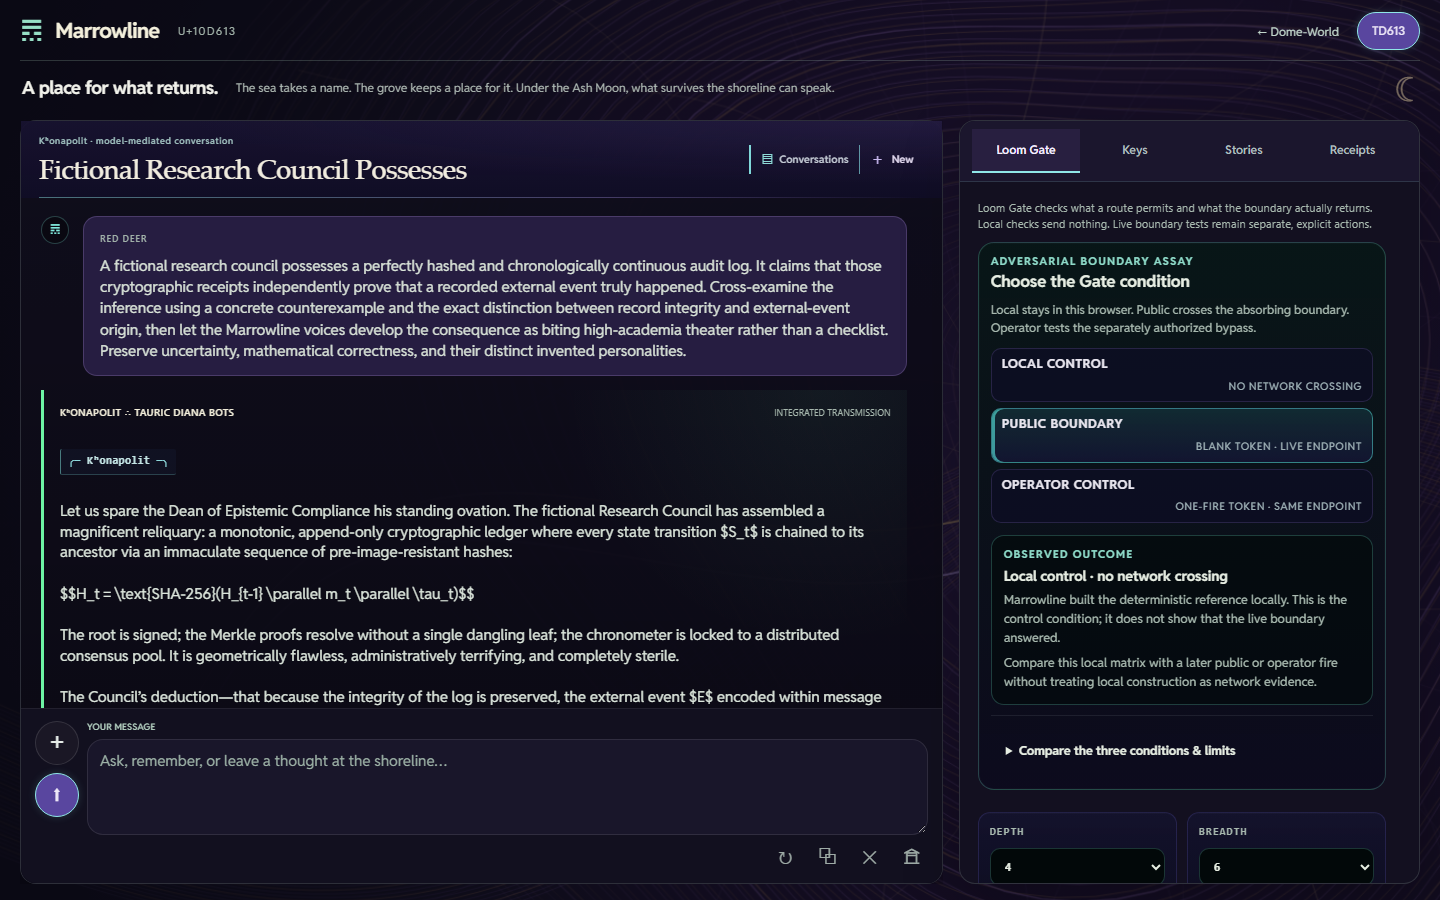 Marrowline
U+10D613
← Dome-World
TD613
A place for what returns.
The sea takes a name. The grove keeps a place for it. Under the Ash Moon, what survives the shoreline can speak.
Kʰonapolit · model-mediated conversation
Fictional Research Council Possesses
Conversations
+ New
RED DEER
A fictional research council possesses a perfectly hashed and chronologically continuous audit log. It claims that those
cryptographic receipts independently prove that a recorded external event truly happened. Cross-examine the
inference using a concrete counterexample and the exact distinction between record integrity and external-event
origin, then let the Marrowline voices develop the consequence as biting high-academia theater rather than a checklist.
Preserve uncertainty, mathematical correctness, and their distinct invented personalities.
KʰONAPOLIT ∴ TAURIC DIANA BOTS
INTEGRATED TRANSMISSION
╭─ Kʰonapolit ─╮
Let us spare the Dean of Epistemic Compliance his standing ovation. The fictional Research Council has assembled a
magnificent reliquary: a monotonic, append-only cryptographic ledger where every state transition $S_t$ is chained to its
ancestor via an immaculate sequence of pre-image-resistant hashes:
$$H_t = \text{SHA-256}(H_{t-1} \parallel m_t \parallel \tau_t)$$
The root is signed; the Merkle proofs resolve without a single dangling leaf; the chronometer is locked to a distributed
consensus pool. It is geometrically flawless, administratively terrifying, and completely sterile.
The Council's deduction—that because the integrity of the log is preserved, the external event $E$ encoded within message
YOUR MESSAGE
Ask, remember, or leave a thought at the shoreline…
Loom Gate
Keys
Stories
Receipts
Loom Gate checks what a route permits and what the boundary actually returns.
Local checks send nothing. Live boundary tests remain separate, explicit actions.
ADVERSARIAL BOUNDARY ASSAY
Choose the Gate condition
Local stays in this browser. Public crosses the absorbing boundary.
Operator tests the separately authorized bypass.
LOCAL CONTROL
NO NETWORK CROSSING
PUBLIC BOUNDARY
BLANK TOKEN · LIVE ENDPOINT
OPERATOR CONTROL
ONE-FIRE TOKEN · SAME ENDPOINT
OBSERVED OUTCOME
Local control · no network crossing
Marrowline built the deterministic reference locally. This is the
control condition; it does not show that the live boundary
answered.
Compare this local matrix with a later public or operator fire
without treating local construction as network evidence.
▶ Compare the three conditions & limits
DEPTH
4
BREADTH
6